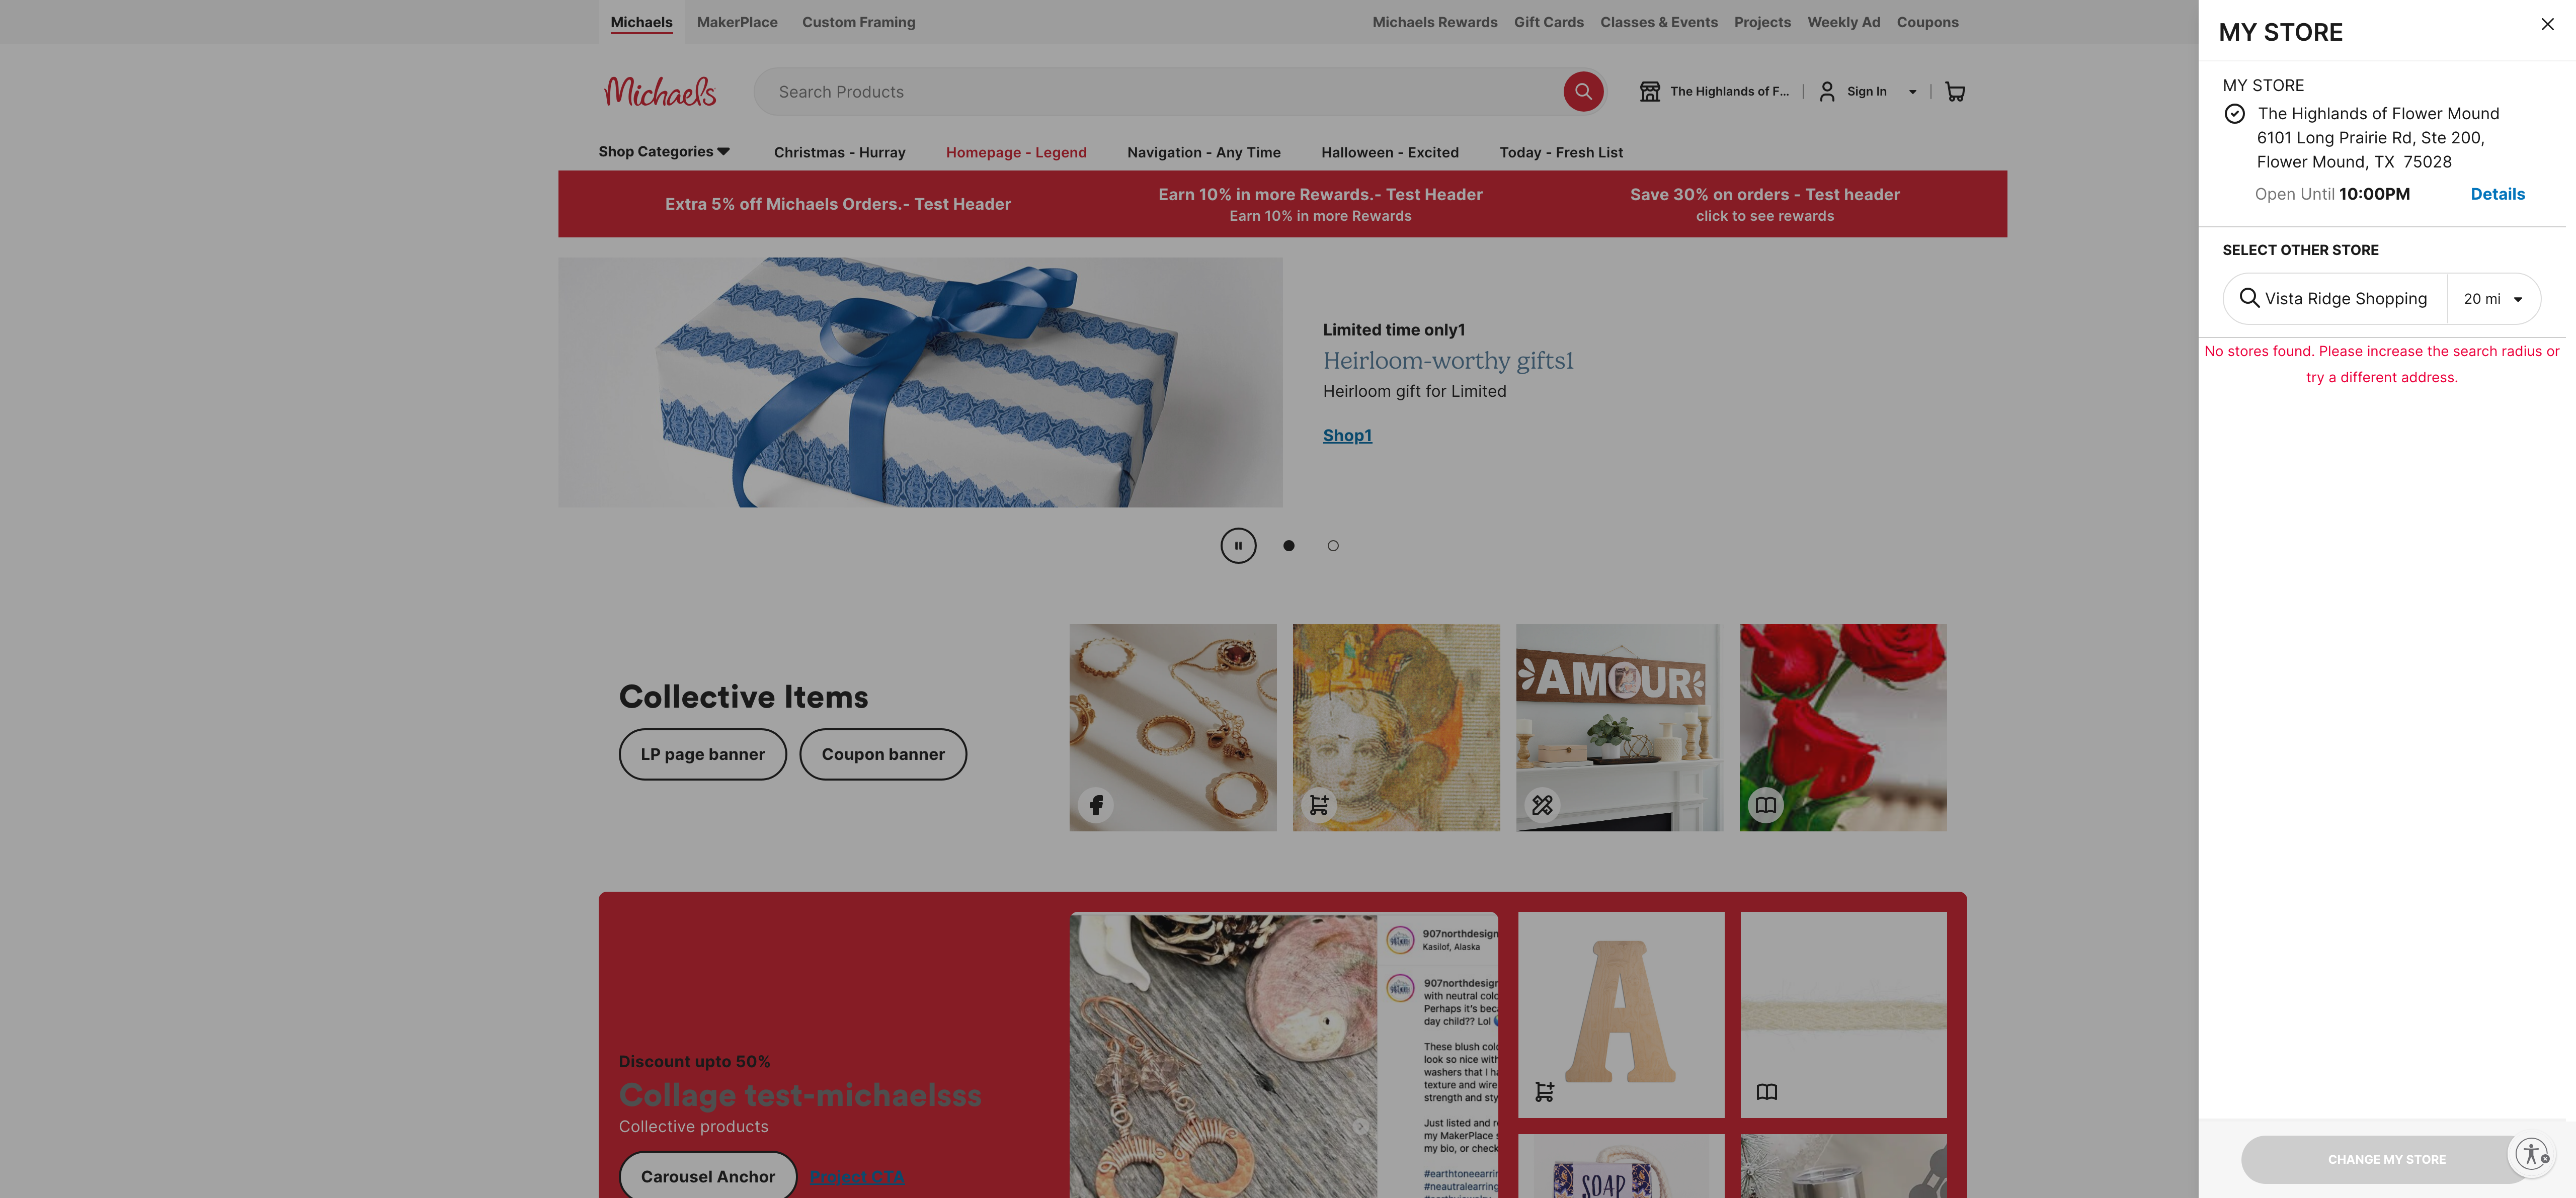 Michaels
MakerPlace
Custom Framing
Michaels Rewards
Gift Cards
Classes & Events
Projects
Weekly Ad
Coupons
Michaels
Search Products
The Highlands of F...
Sign In
Shop Categories
Christmas - Hurray
Homepage - Legend
Navigation - Any Time
Halloween - Excited
Today - Fresh List
Extra 5% off Michaels Orders.- Test Header
Earn 10% in more Rewards.- Test Header
Earn 10% in more Rewards
Save 30% on orders - Test header
click to see rewards
Limited time only1
Heirloom-worthy gifts1
Heirloom gift for Limited
Shop1
Collective Items
LP page banner
Coupon banner
AMOUR
Discount upto 50%
Collage test-michaelsss
Collective products
Carousel Anchor
Project CTA
907northdesign
Kasilof, Alaska
907northdesign
with neutral colo
Perhaps it's beca
day child?? Lol
These blush colo
look so nice with
washers that I ha
texture and wire
strength and sty
Just listed and re
my MakerPlace s
my bio, or check
#earthtoneearrin
#neautralearring
A
SOAP
MY STORE
MY STORE
The Highlands of Flower Mound
6101 Long Prairie Rd, Ste 200,
Flower Mound, TX 75028
Open Until 10:00PM
Details
SELECT OTHER STORE
Vista Ridge Shopping
20 mi
No stores found. Please increase the search radius or
try a different address.
CHANGE MY STORE